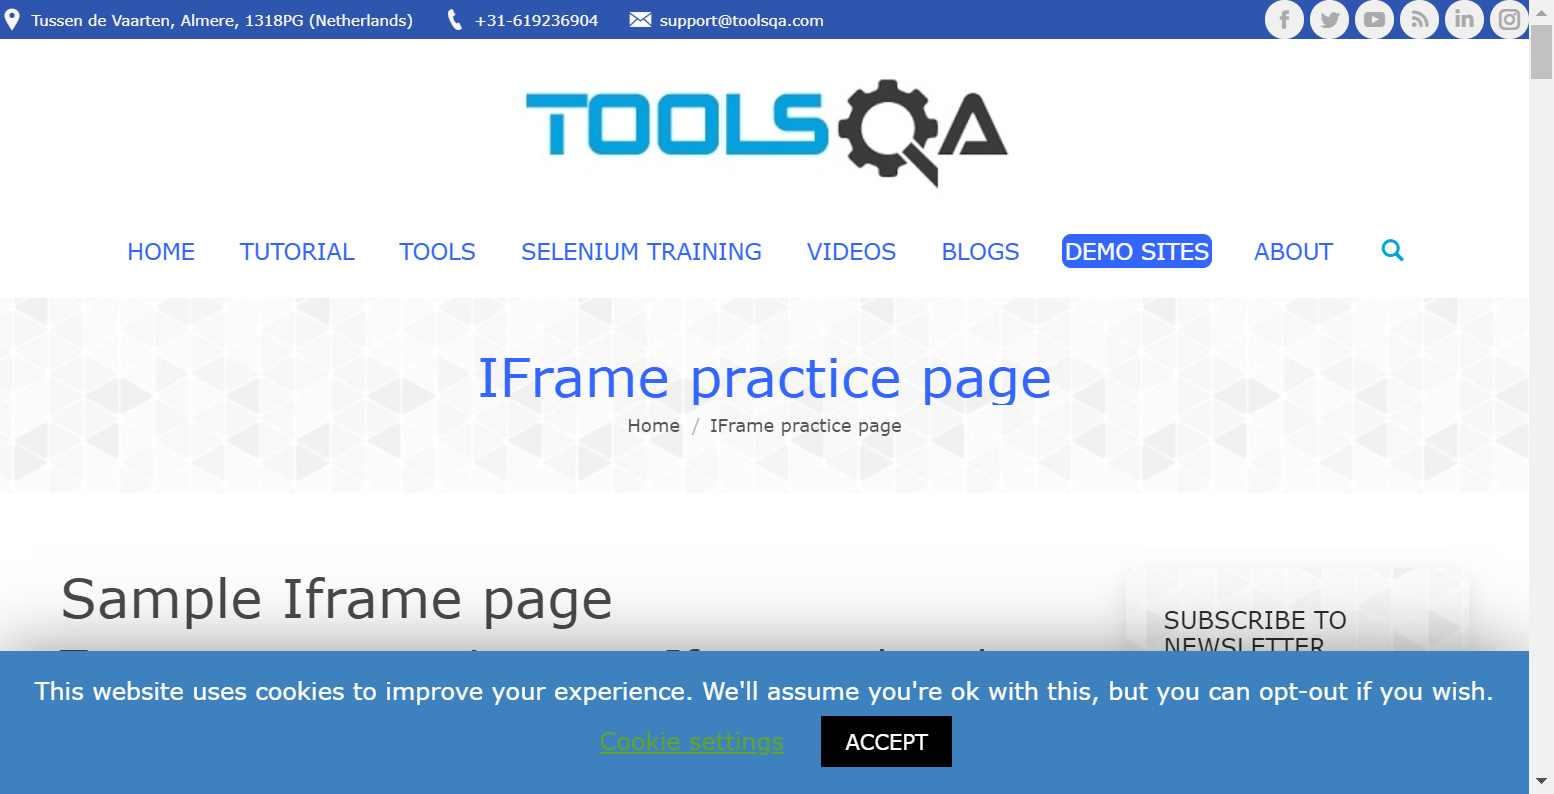 Tussen de Vaarten, Almere, 1318PG (Netherlands) +31-619236904 support@toolsqa.com
TOOLSQA
HOME TUTORIAL TOOLS SELENIUM TRAINING VIDEOS BLOGS DEMO SITES ABOUT
IFrame practice page
Home / IFrame practice page
Sample Iframe page
SUBSCRIBE TO
NEWSLETTER
This website uses cookies to improve your experience. We'll assume you're ok with this, but you can opt-out if you wish.
Cookie settings ACCEPT